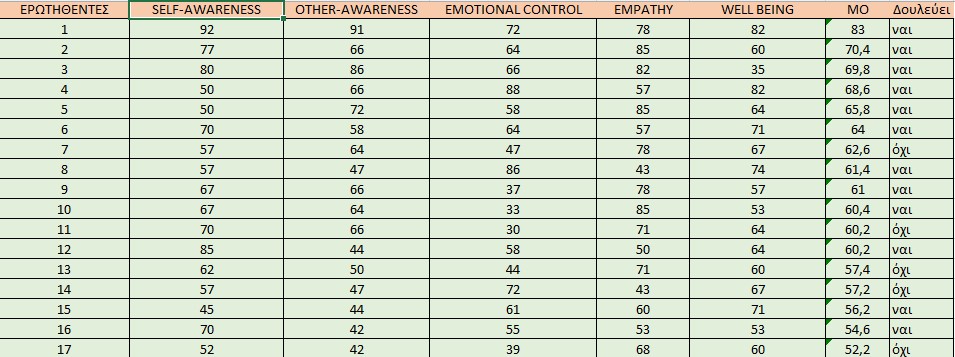 ΕΡΩΤΗΘΕΝΤΕΣ SELF-AWARENESS OTHER-AWARENESS EMOTIONAL CONTROL EMPATHY WELL BEING ΜΟ Δουλεύει
1 92 91 72 78 82 83 ναι
2 77 66 64 85 60 70,4 ναι
3 80 86 66 82 35 69,8 ναι
4 50 66 88 57 82 68,6 ναι
5 50 72 58 85 64 65,8 ναι
6 70 58 64 57 71 64 ναι
7 57 64 47 78 67 62,6 όχι
8 57 47 86 43 74 61,4 ναι
9 67 66 37 78 57 61 ναι
10 67 64 33 85 53 60,4 ναι
11 70 66 30 71 64 60,2 όχι
12 85 44 58 50 64 60,2 ναι
13 62 50 44 71 60 57,4 όχι
14 57 47 72 43 67 57,2 όχι
15 45 44 61 60 71 56,2 ναι
16 70 42 55 53 53 54,6 ναι
17 52 42 39 68 60 52,2 όχι